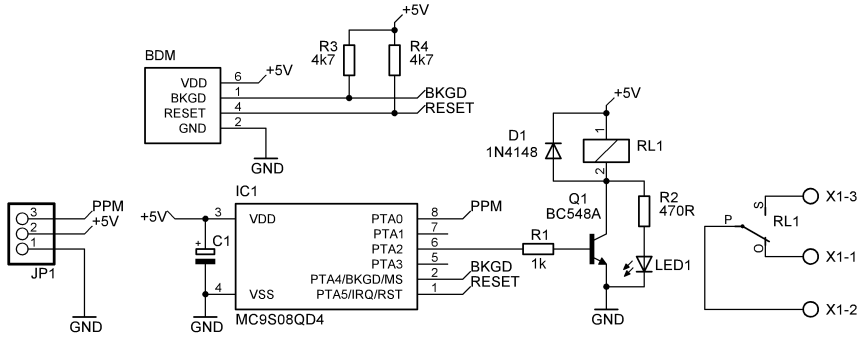 +5V
BDM
R3
4k7
R4
4k7
VDD 6 +5V
BKGD 1 BKGD
RESET 4 RESET
GND 2
GND
+5V
D1
1N4148
1
RL1
2
IC1
3 PPM
2 +5V
1
JP1
GND
+5V
3 VDD
+
C1
4 VSS
GND
PTA0 8 PPM
PTA1 7
PTA2 6
PTA3 5
PTA4/BKGD/MS 2 BKGD
PTA5/IRQ/RST 1 RESET
MC9S08QD4
R1
1k
Q1
BC548A
R2
470R
LED1
GND
P
S
RL1
O
X1-3
X1-1
X1-2